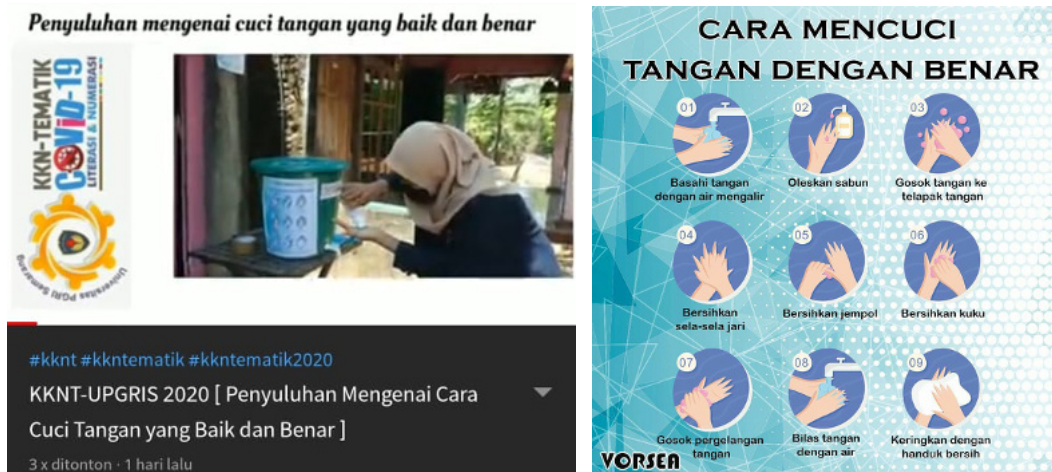 Penyuluhan mengenai cuci tangan yang baik dan benar
KKN-TEMATIK
COViD-19
LITERASI & NUMERASI
Universitas PGRI Semarang
#kknt #kkntematik #kkntematik2020
KKNT-UPGRIS 2020 [ Penyuluhan Mengenai Cara
Cuci Tangan yang Baik dan Benar ]
3 x ditonton · 1 hari lalu
CARA MENCUCI
TANGAN DENGAN BENAR
01
Basahi tangan
dengan air mengalir
02
Oleskan sabun
03
Gosok tangan ke
telapak tangan
04
Bersihkan
sela-sela jari
05
Bersihkan jempol
06
Bersihkan kuku
07
Gosok pergelangan
tangan
08
Bilas tangan
dengan air
09
Keringkan dengan
handuk bersih
VORSEA